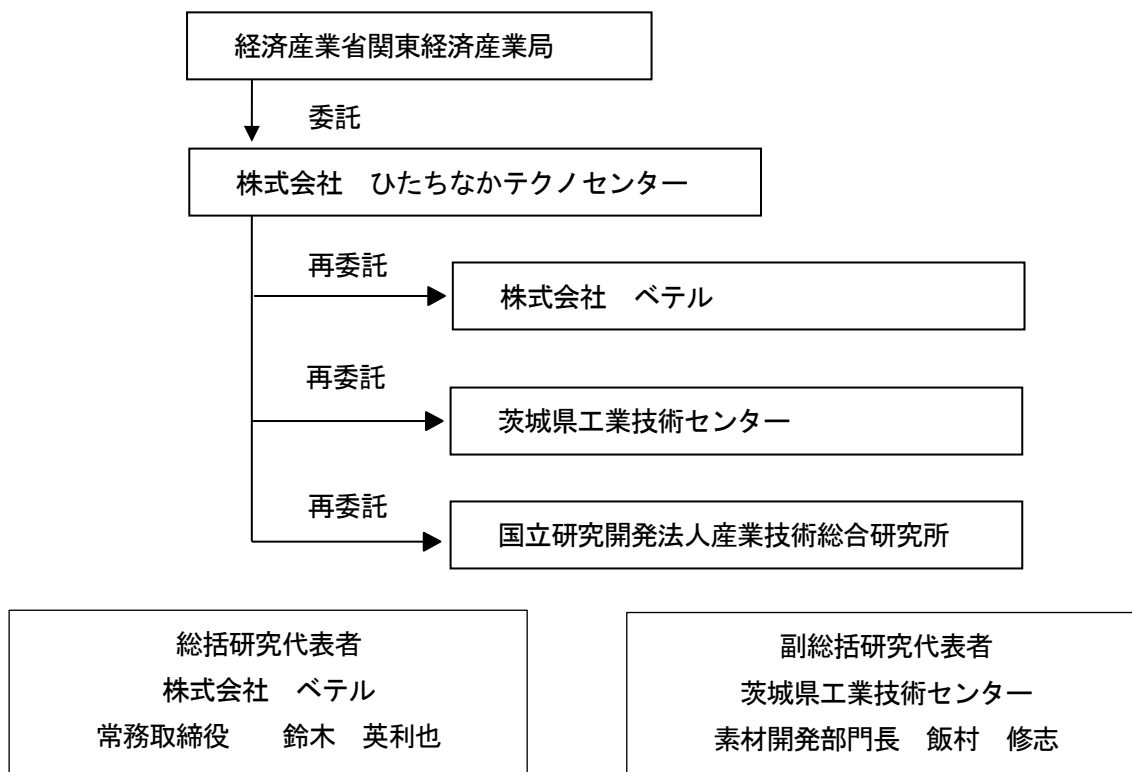 経済産業省関東経済産業局
委託
株式会社　ひたちなかテクノセンター
再委託
株式会社　ベテル
再委託
茨城県工業技術センター
再委託
国立研究開発法人産業技術総合研究所
総括研究代表者
株式会社　ベテル
常務取締役　　鈴木　英利也
副総括研究代表者
茨城県工業技術センター
素材開発部門長　飯村　修志